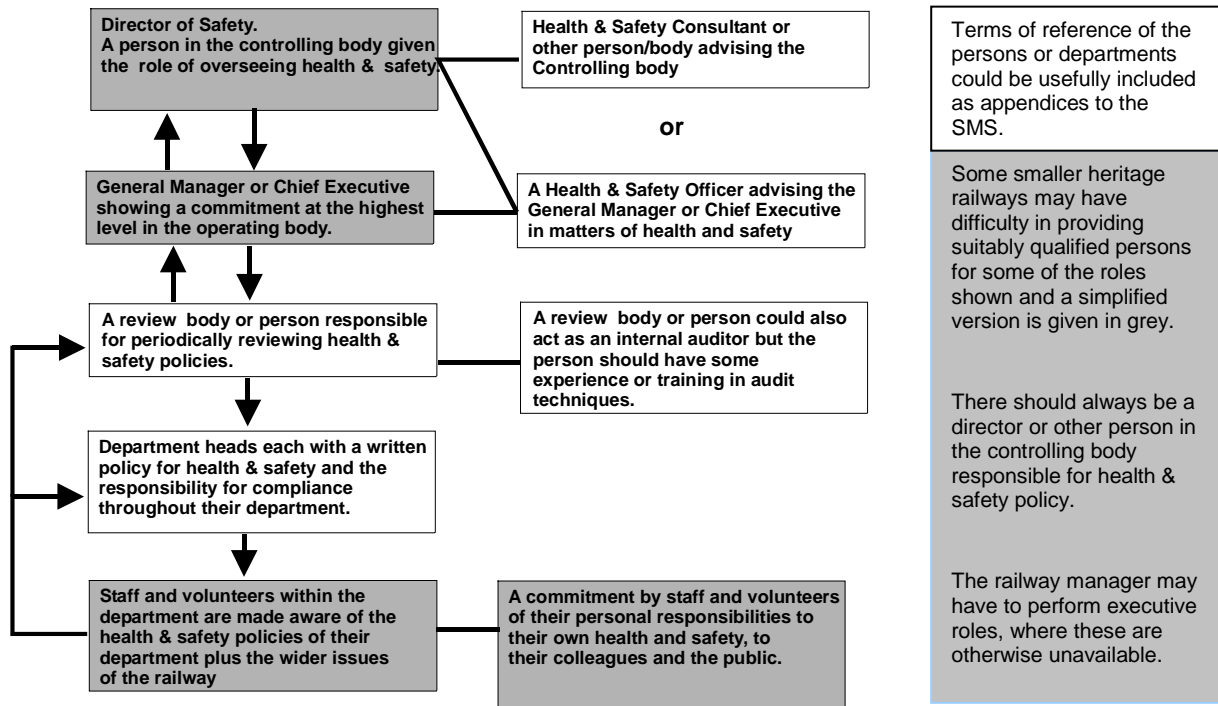 Director of Safety.
A person in the controlling body given
the role of overseeing health & safety.
Health & Safety Consultant or
other person/body advising the
Controlling body
or
General Manager or Chief Executive
showing a commitment at the highest
level in the operating body.
A Health & Safety Officer advising the
General Manager or Chief Executive
in matters of health and safety
A review body or person responsible
for periodically reviewing health &
safety policies.
A review body or person could also
act as an internal auditor but the
person should have some
experience or training in audit
techniques.
Department heads each with a written
policy for health & safety and the
responsibility for compliance
throughout their department.
Staff and volunteers within the
department are made aware of the
health & safety policies of their
department plus the wider issues
of the railway
A commitment by staff and volunteers
of their personal responsibilities to
their own health and safety, to
their colleagues and the public.
Terms of reference of the
persons or departments
could be usefully included
as appendices to the
SMS.
Some smaller heritage
railways may have
difficulty in providing
suitably qualified persons
for some of the roles
shown and a simplified
version is given in grey.
There should always be a
director or other person in
the controlling body
responsible for health &
safety policy.
The railway manager may
have to perform executive
roles, where these are
otherwise unavailable.